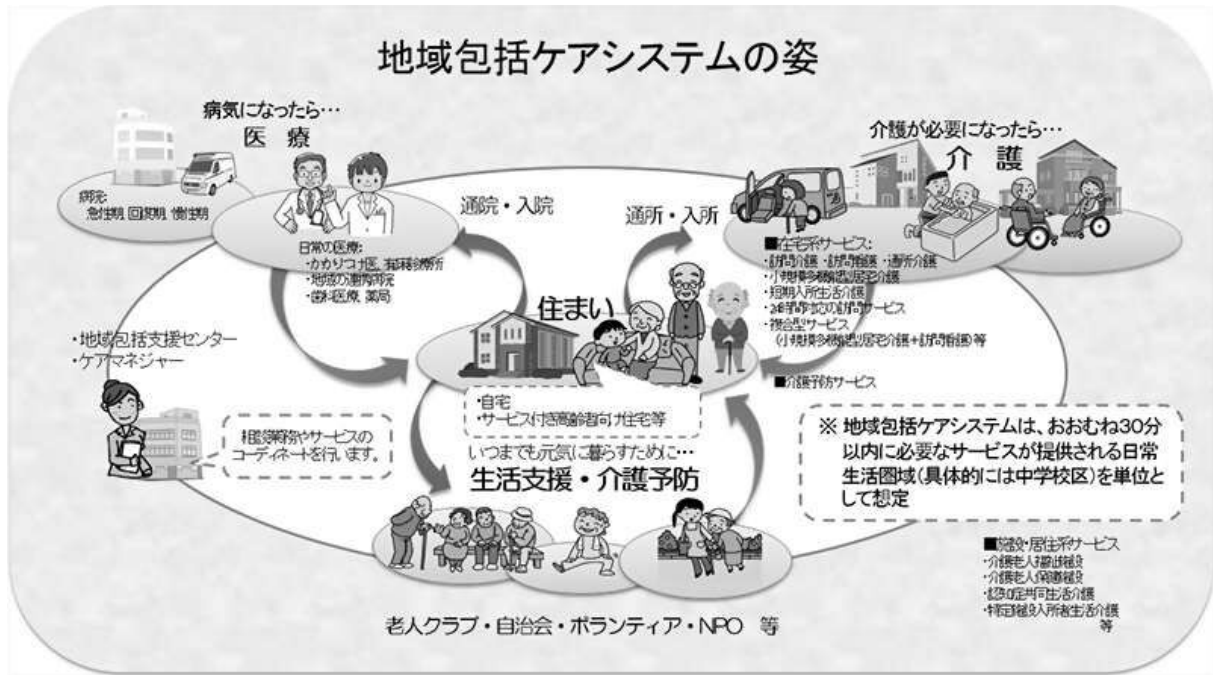 地域包括ケアシステムの姿
病気になったら…
医 療
病院:
急性期、回復期、慢性期
日常の医療:
・かかりつけ医、有床診療所
・地域の連携病院
・歯科医療、薬局
通院・入院
通所・入所
介護が必要になったら…
介 護
■在宅系サービス:
・訪問介護 ・訪問看護 ・通所介護
・小規模多機能型居宅介護
・短期入所生活介護
・24時間対応の訪問サービス
・複合型サービス
(小規模多機能型居宅介護+訪問看護)等
■介護予防サービス
住まい
・自宅
・サービス付き高齢者向け住宅等
・地域包括支援センター
・ケアマネジャー
相談業務やサービスの
コーディネートを行います。
いつまでも元気に暮らすために…
生活支援・介護予防
※ 地域包括ケアシステムは、おおむね30分
以内に必要なサービスが提供される日常
生活圏域(具体的には中学校区)を単位と
して想定
■施設・居住系サービス
・介護老人福祉施設
・介護老人保健施設
・認知症共同生活介護
・特定施設入所者生活介護
等
老人クラブ・自治会・ボランティア・NPO 等